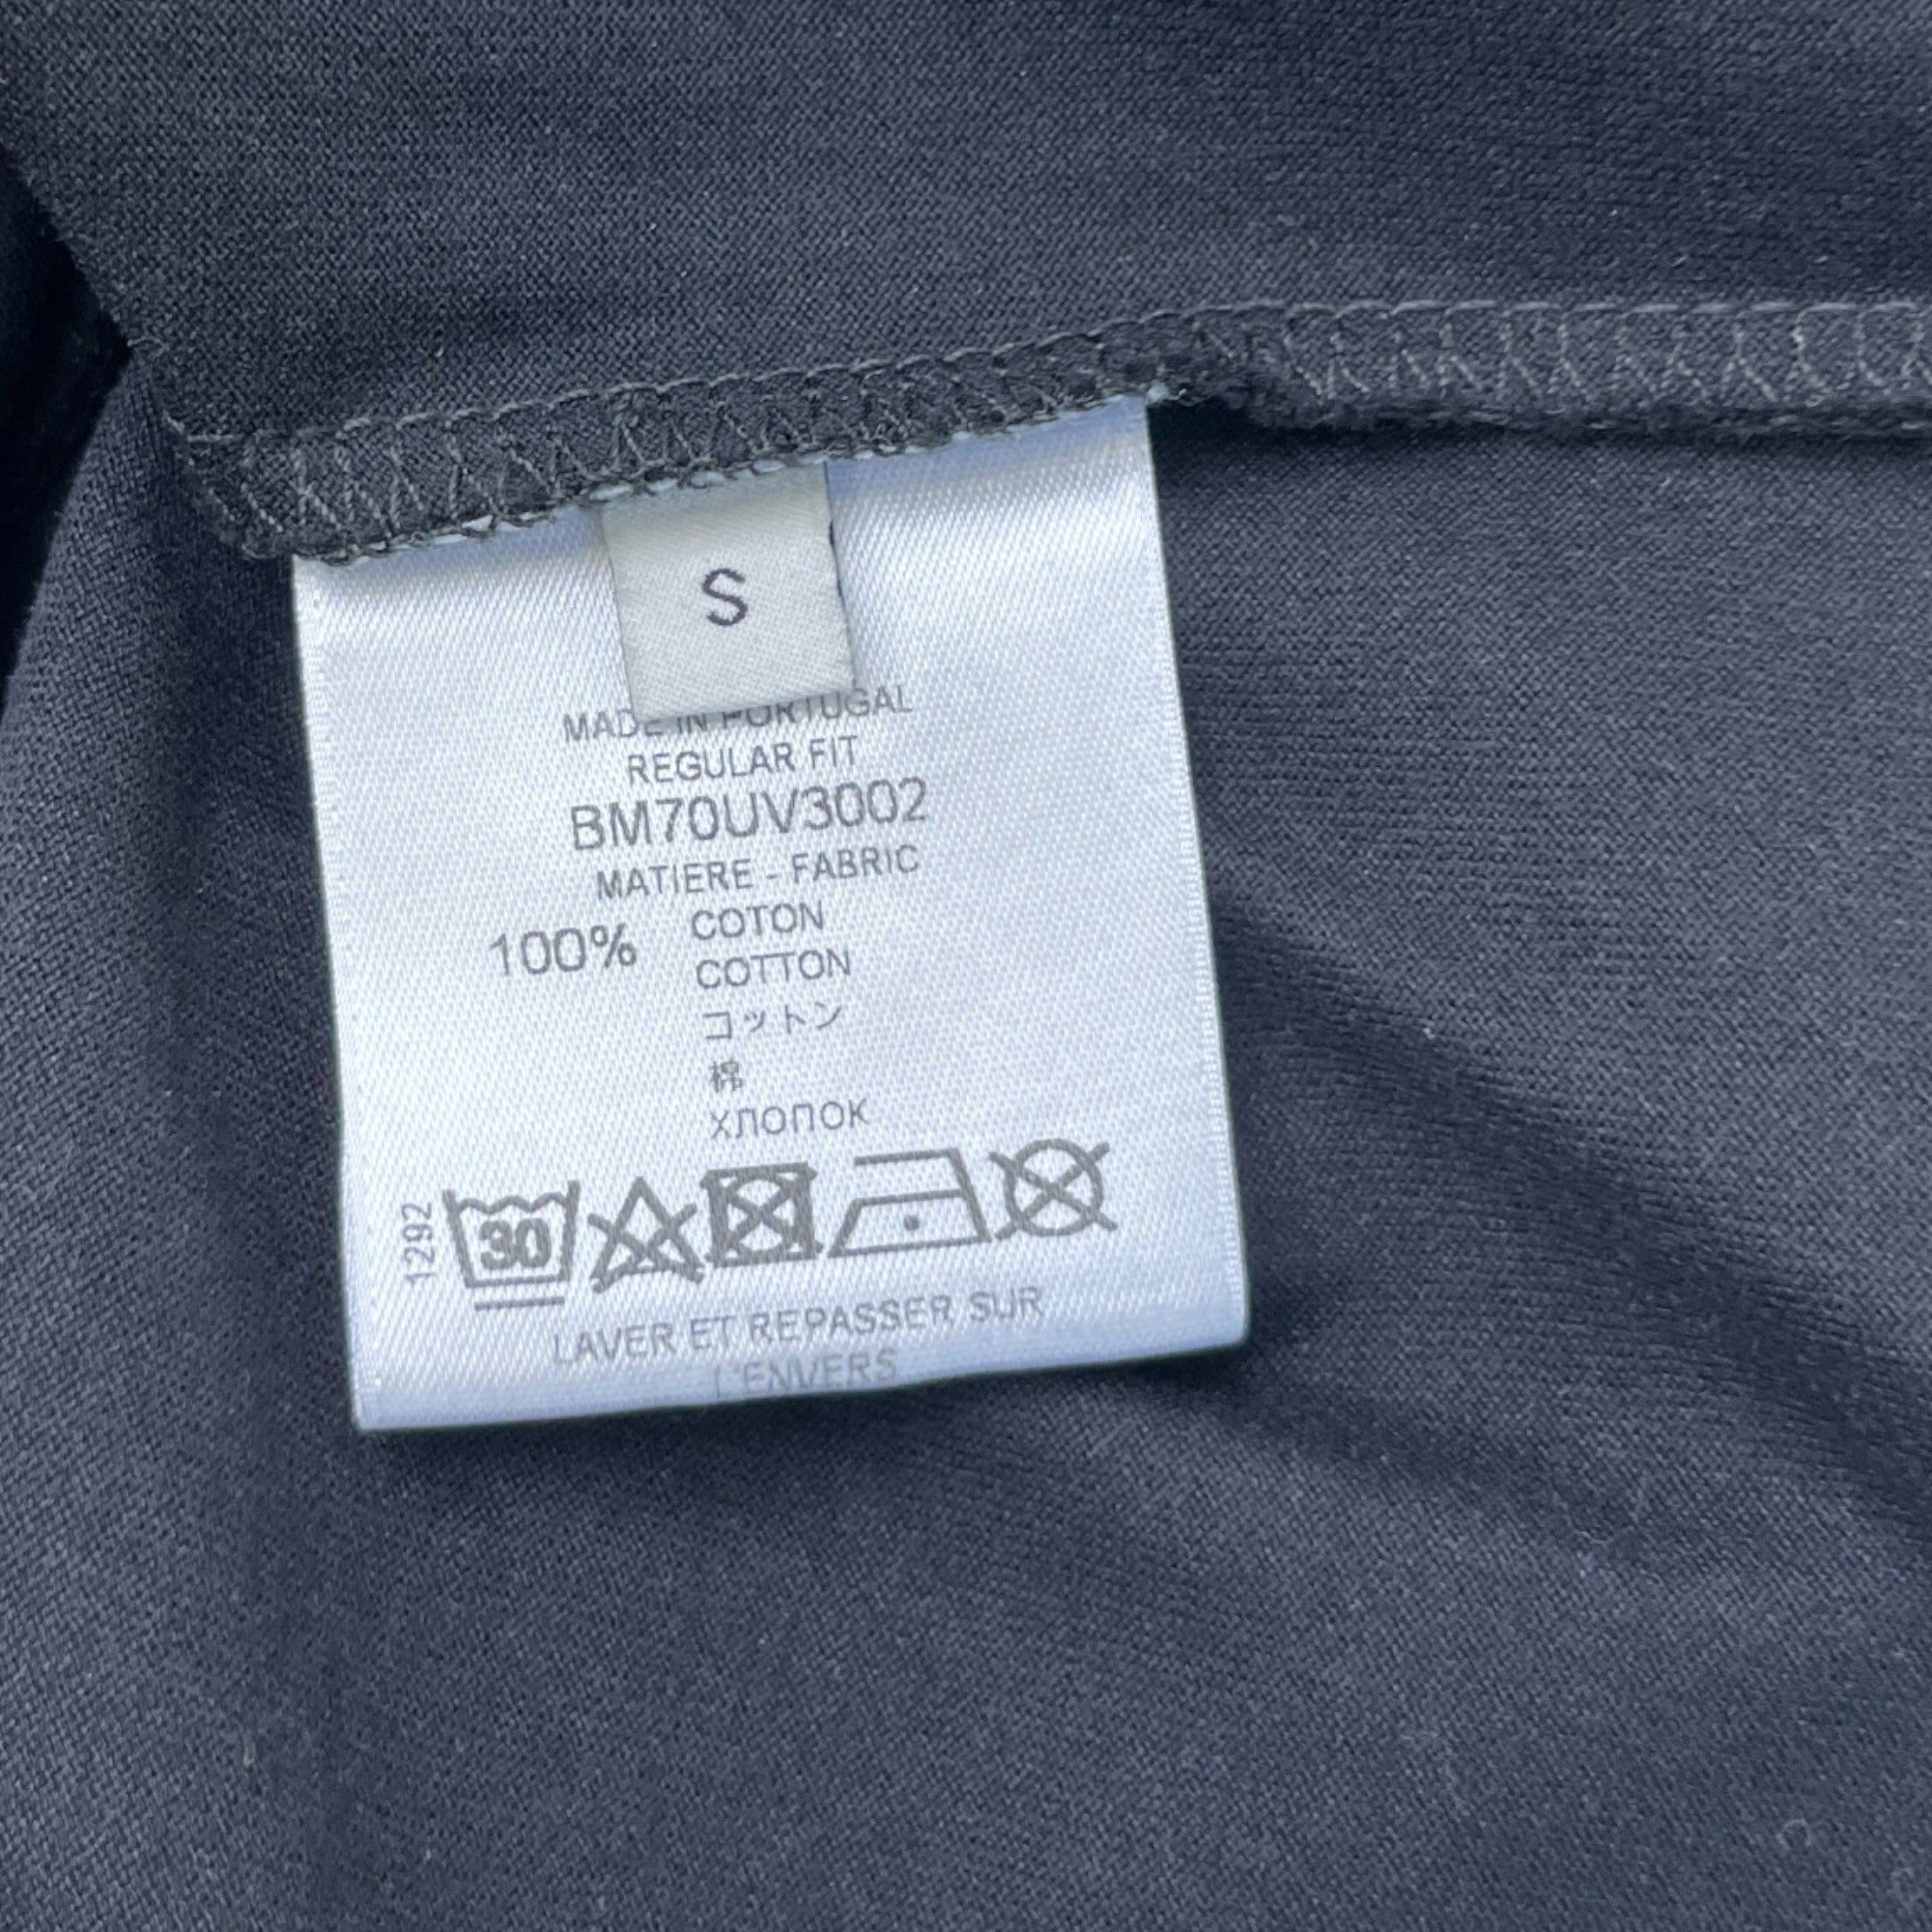 S
MADE IN PORTUGAL
REGULAR FIT
BM70UV3002
MATIERE - FABRIC
100% COTON
COTTON
コットン
棉
ХЛОПОК
1292
30
LAVER ET REPASSER SUR
L'ENVERS